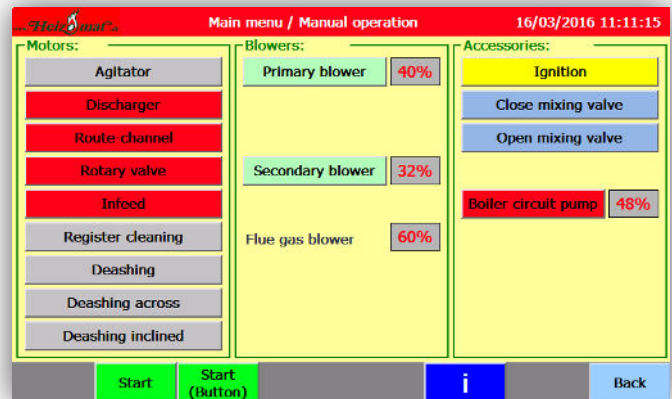 Heizomat
Main menu / Manual operation
16/03/2016 11:11:15
Motors:
Agitator
Discharger
Route-channel
Rotary valve
Infeed
Register cleaning
Deashing
Deashing across
Deashing inclined
Blowers:
Primary blower 40%
Secondary blower 32%
Flue gas blower 60%
Accessories:
Ignition
Close mixing valve
Open mixing valve
Boiler circuit pump 48%
Start
Start
(Button)
i
Back